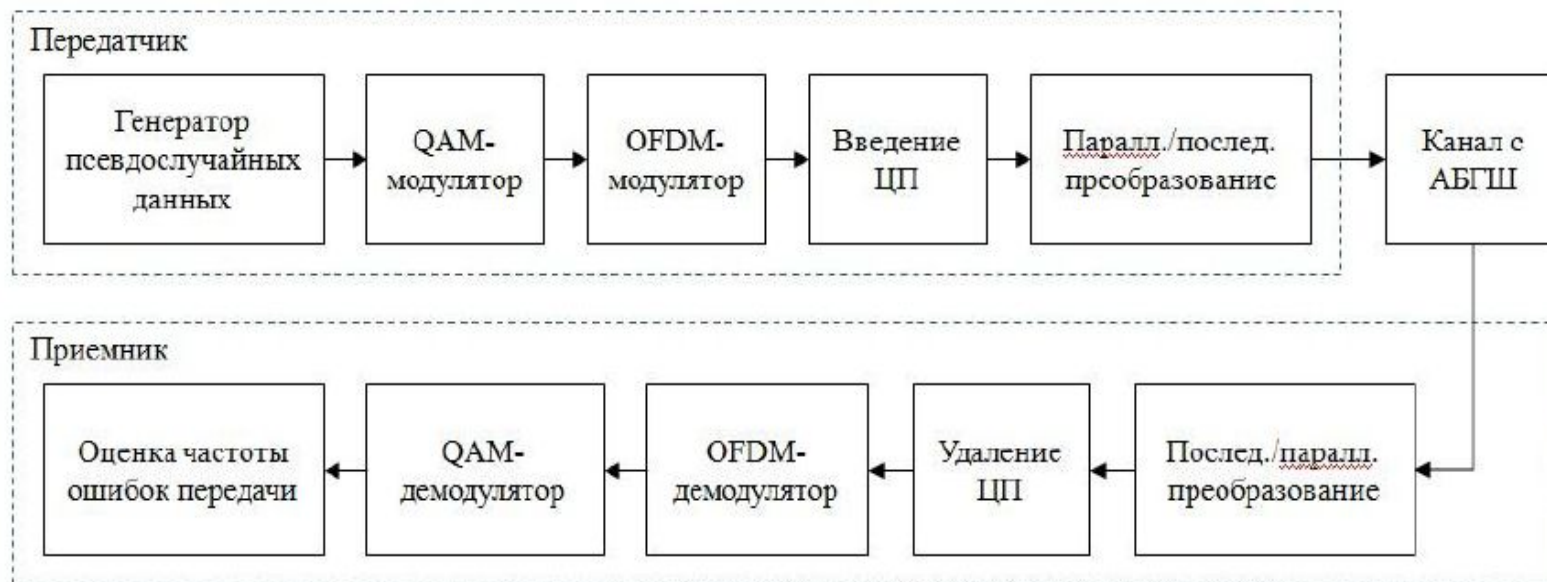 Передатчик
Генератор
псевдослучайных
данных
QAM-
модулятор
OFDM-
модулятор
Введение
ЦП
Паралл./послед.
преобразование
Канал с
АБГШ
Приемник
Оценка частоты
ошибок передачи
QAM-
демодулятор
OFDM-
демодулятор
Удаление
ЦП
Послед./паралл.
преобразование